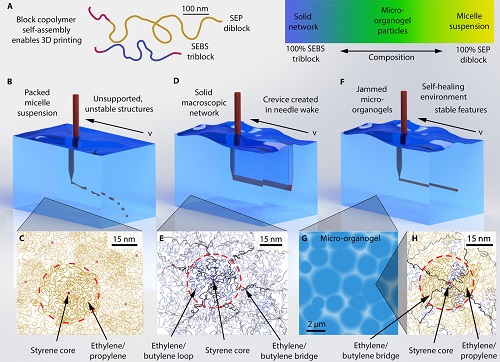 A
Block copolymer
self-assembly
enables 3D printing
100 nm
SEP
diblock
SEBS
triblock
Solid
network
Micro-
organogel
particles
Micelle
suspension
100% SEBS
triblock
Composition
100% SEP
diblock
B
Packed
micelle
suspension
Unsupported,
unstable structures
v
D
Solid
macroscopic
network
Crevice created
in needle wake
v
F
Jammed
micro-
organogels
Self-healing
environment
stable features
v
C
15 nm
Styrene core
Ethylene/
propylene
E
15 nm
Ethylene/
butylene loop
Styrene core
Ethylene/
butylene bridge
G
Micro-organogel
2 μm
H
15 nm
Ethylene/
butylene bridge
Styrene core
Ethylene/
propylene